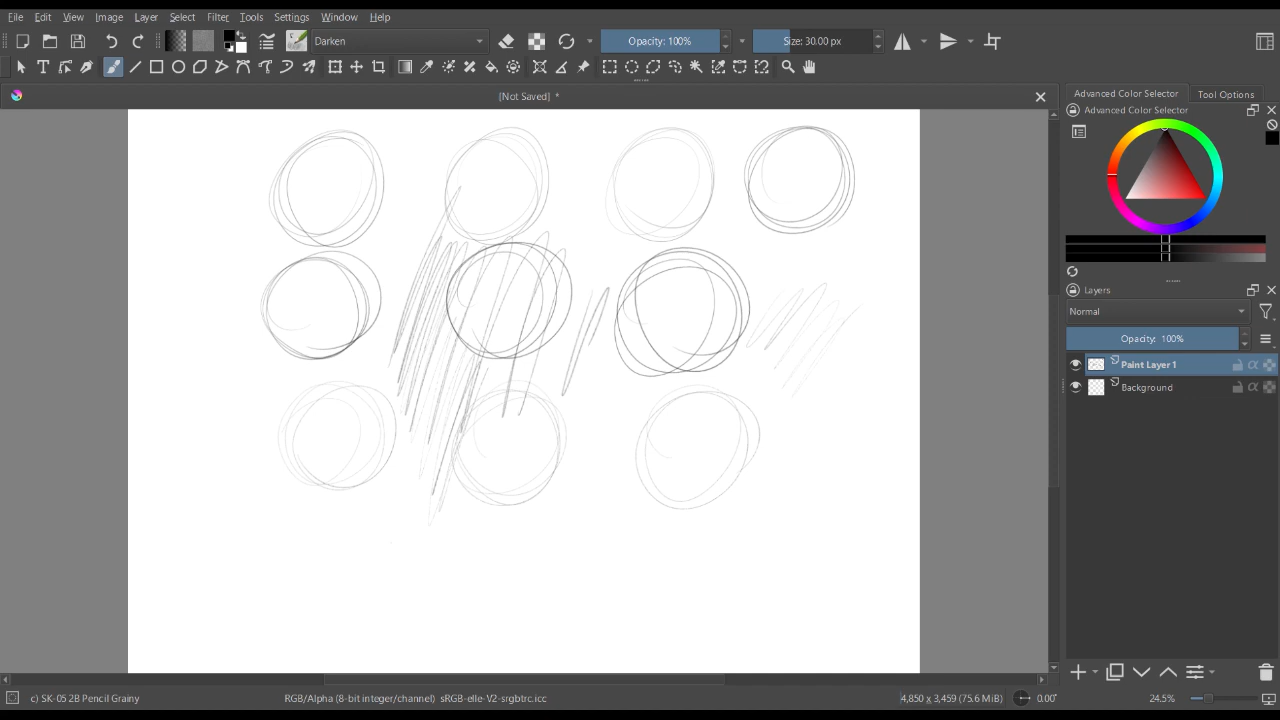 File Edit View Image Layer Select Filter Tools Settings Window Help
Darken Opacity: 100% Size: 30.00 px
[Not Saved] *
Advanced Color Selector Tool Options
Advanced Color Selector
Layers
Normal
Opacity: 100%
Paint Layer 1
Background
c) SK-05 2B Pencil Grainy RGB/Alpha (8-bit integer/channel) sRGB-elle-V2-srgbtrc.icc 4,850 x 3,459 (75.6 MiB) 0.00° 24.5%